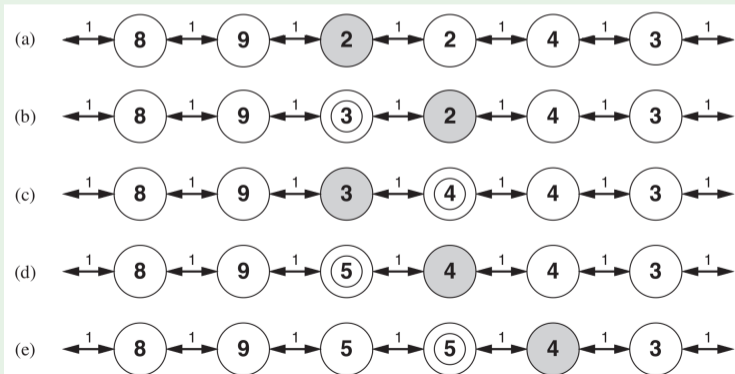 1 1 1 1 1 1 1
(a) 8 9 2 2 4 3
1 1 1 1 1 1 1
(b) 8 9 3 2 4 3
1 1 1 1 1 1 1
(c) 8 9 3 4 4 3
1 1 1 1 1 1 1
(d) 8 9 5 4 4 3
1 1 1 1 1 1 1
(e) 8 9 5 5 4 3